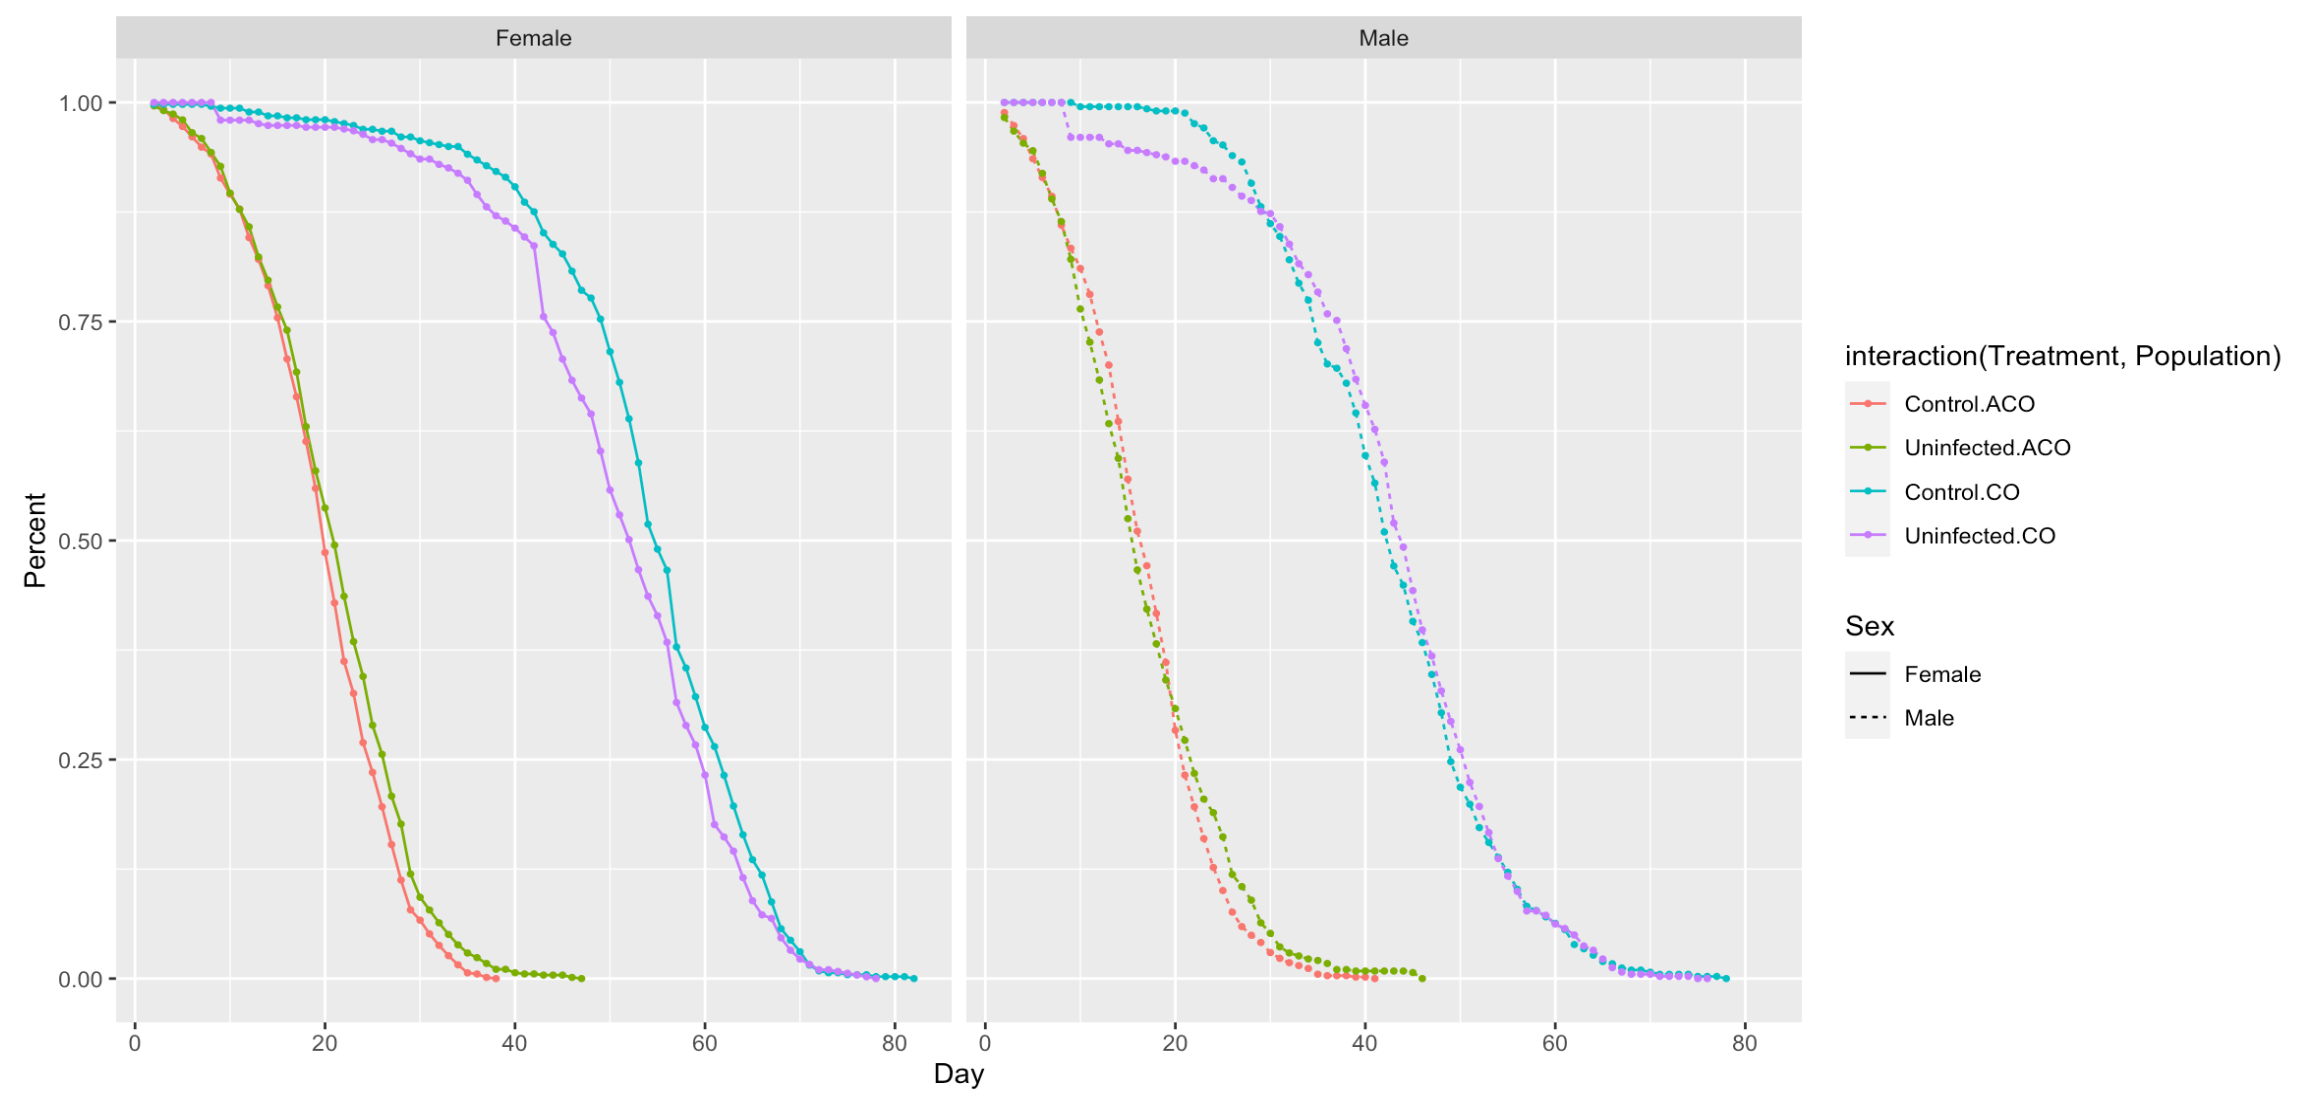 Female
Male
1.00
0.75
0.50
0.25
0.00
Percent
0 20 40 60 80
0 20 40 60 80
Day
interaction(Treatment, Population)
Control.ACO
Uninfected.ACO
Control.CO
Uninfected.CO
Sex
Female
Male